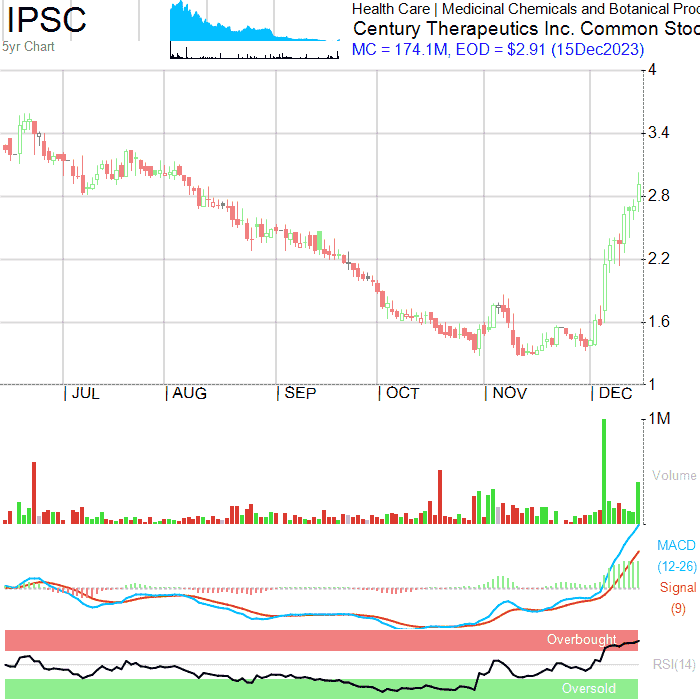 IPSC
5yr Chart
Health Care | Medicinal Chemicals and Botanical Proc
Century Therapeutics Inc. Common Stoc
MC = 174.1M, EOD = $2.91 (15Dec2023)
4
3.4
2.8
2.2
1.6
1
JUL AUG SEP OCT NOV DEC
1M
Volume
MACD
(12-26)
Signal
(9)
Overbought
RSI(14)
Oversold